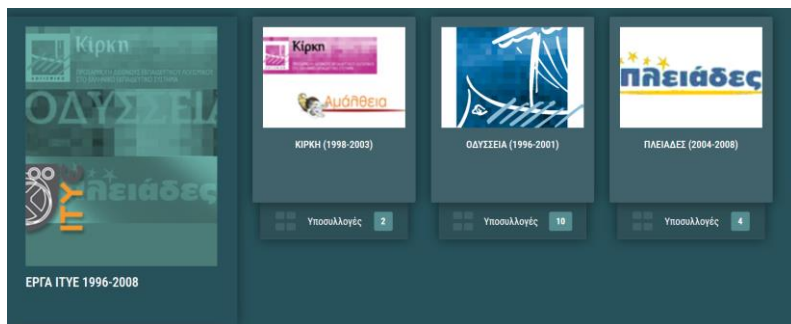 Κίρκη
ΟΔΥΣΣΕΙΑ
Πλειάδες
ΙΤΥ
ΕΡΓΑ ΙΤΥΕ 1996-2008
Κίρκη
Αμάλθεια
ΚΙΡΚΗ (1998-2003)
Υποσυλλογές 2
ΟΔΥΣΣΕΙΑ (1996-2001)
Υποσυλλογές 10
Πλειάδες
ΠΛΕΙΑΔΕΣ (2004-2008)
Υποσυλλογές 4